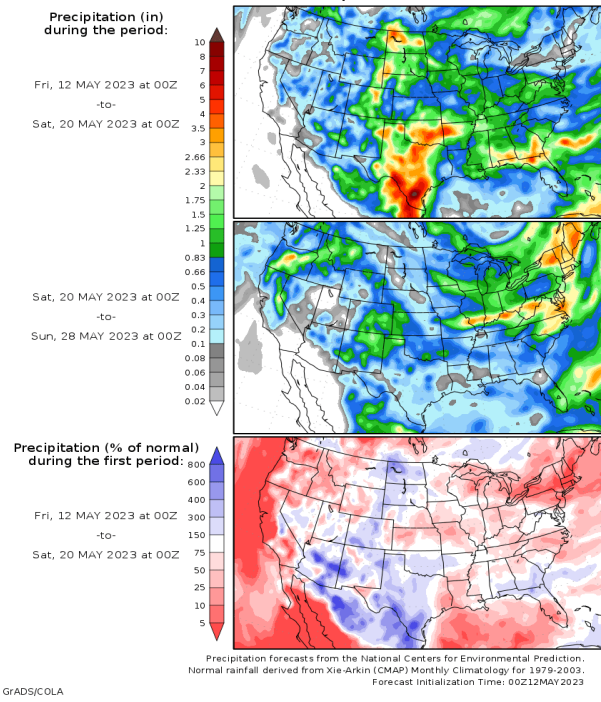 Precipitation (in)
during the period:
10
8
7
6
5
4
3.5
3
2.66
2.33
2
1.75
1.5
1.25
1
0.83
0.66
0.5
0.4
0.3
0.2
0.1
0.08
0.06
0.04
0.02
Fri, 12 MAY 2023 at 00Z
-to-
Sat, 20 MAY 2023 at 00Z
Sat, 20 MAY 2023 at 00Z
-to-
Sun, 28 MAY 2023 at 00Z
Precipitation (% of normal)
during the first period:
800
600
400
300
150
75
50
25
10
5
Fri, 12 MAY 2023 at 00Z
-to-
Sat, 20 MAY 2023 at 00Z
Precipitation forecasts from the National Centers for Environmental Prediction.
Normal rainfall derived from Xie-Arkin (CMAP) Monthly Climatology for 1979-2003.
Forecast Initialization Time: 00Z12MAY2023
GrADS/COLA